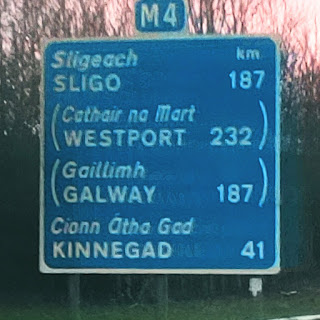 M4
Sligeach km
SLIGO 187
(Cathair na Mart
WESTPORT 232)
(Gaillimh
GALWAY 187)
Cionn Átha Gad
KINNEGAD 41